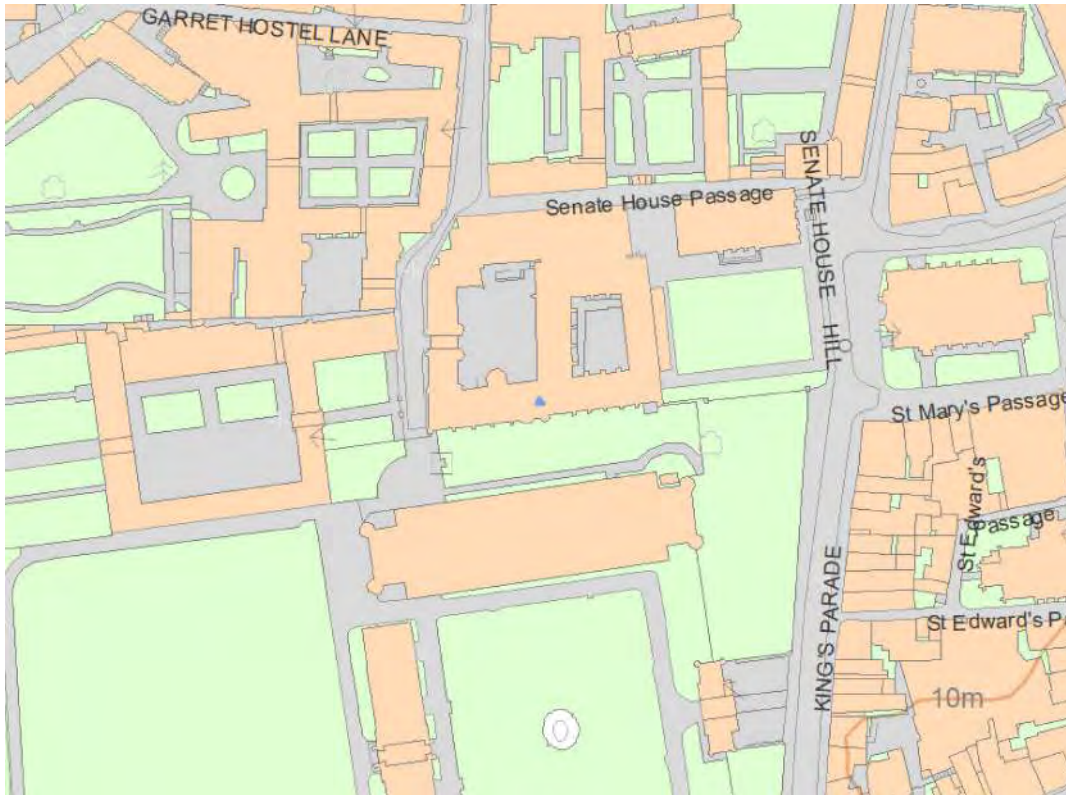 GARRET HOSTEL LANE
Senate House Passage
SENATE HOUSE HILL
St Mary's Passage
St Edward's
Passage
St Edward's Pa
KING'S PARADE
10m